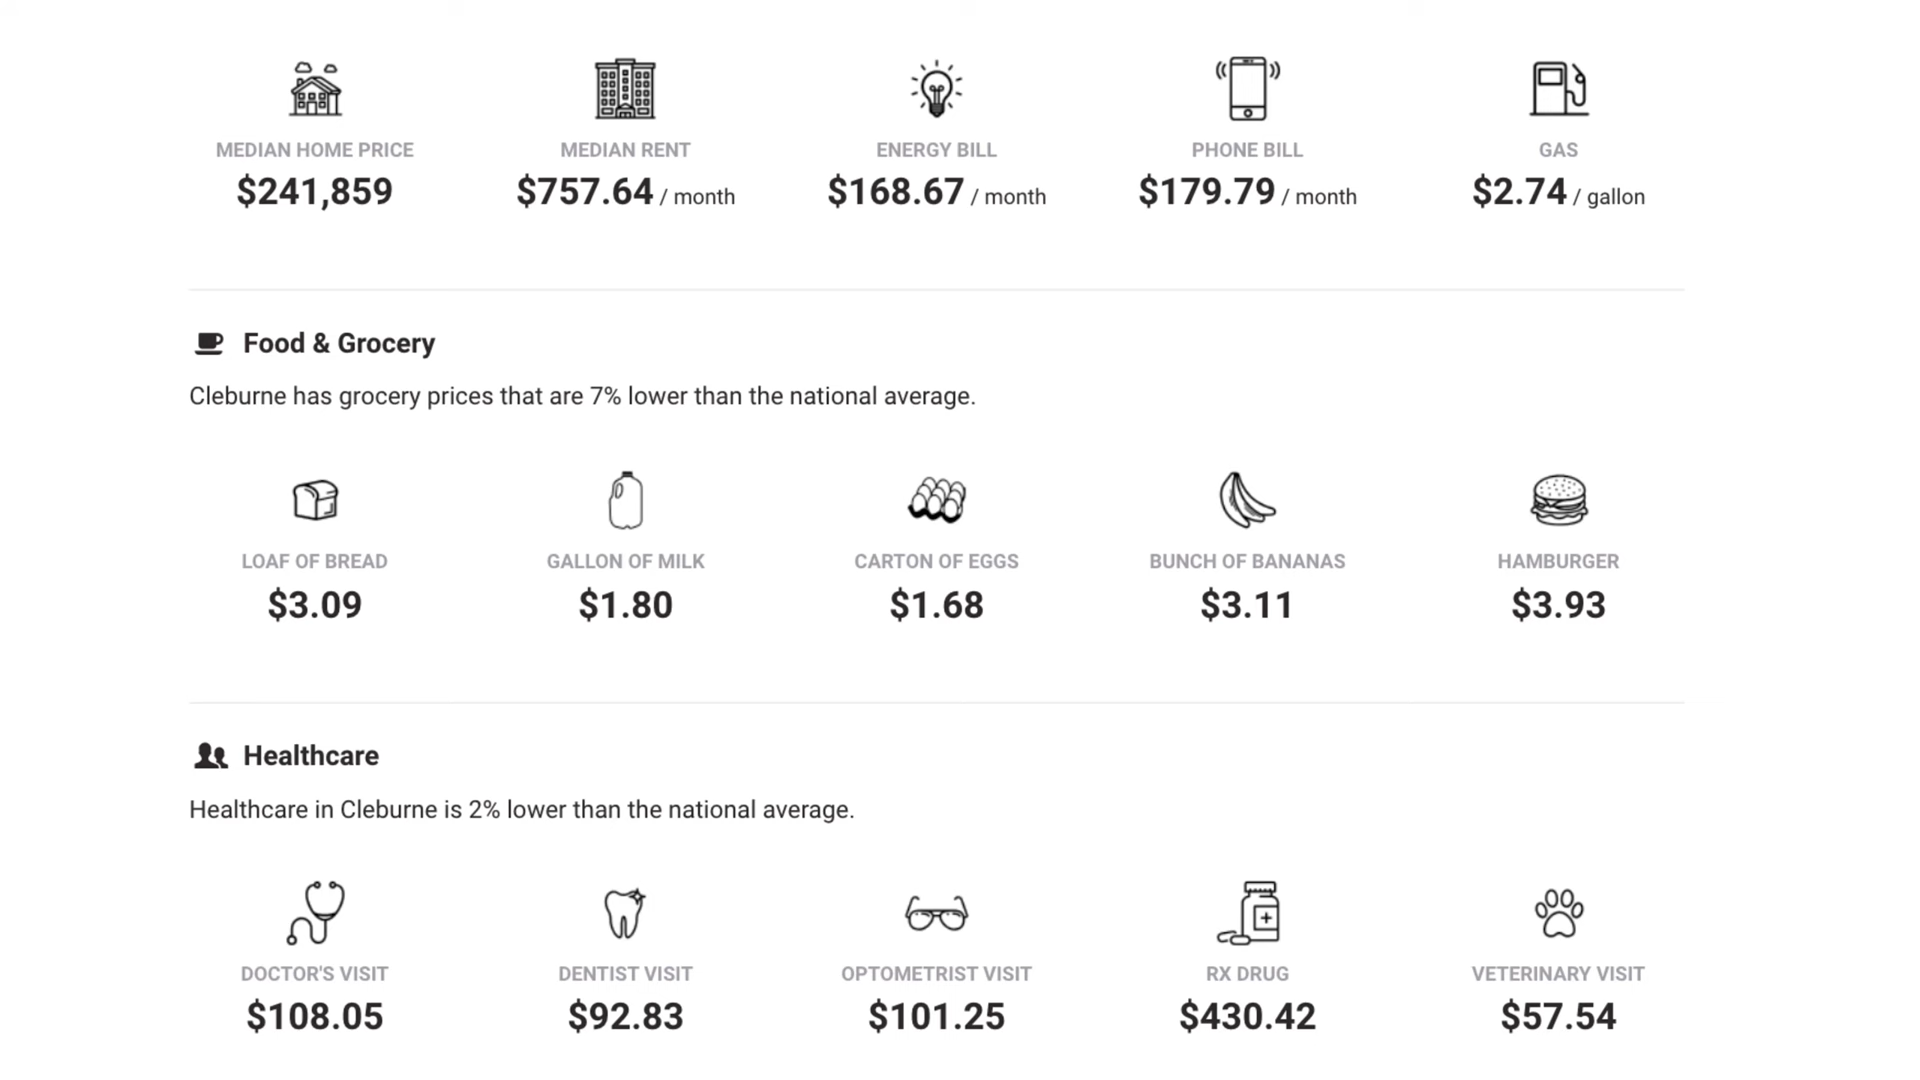 MEDIAN HOME PRICE MEDIAN RENT ENERGY BILL PHONE BILL GAS
$241,859 $757.64 / month $168.67 / month $179.79 / month $2.74 / gallon
Food & Grocery
Cleburne has grocery prices that are 7% lower than the national average.
LOAF OF BREAD GALLON OF MILK CARTON OF EGGS BUNCH OF BANANAS HAMBURGER
$3.09 $1.80 $1.68 $3.11 $3.93
Healthcare
Healthcare in Cleburne is 2% lower than the national average.
DOCTOR'S VISIT DENTIST VISIT OPTOMETRIST VISIT RX DRUG VETERINARY VISIT
$108.05 $92.83 $101.25 $430.42 $57.54